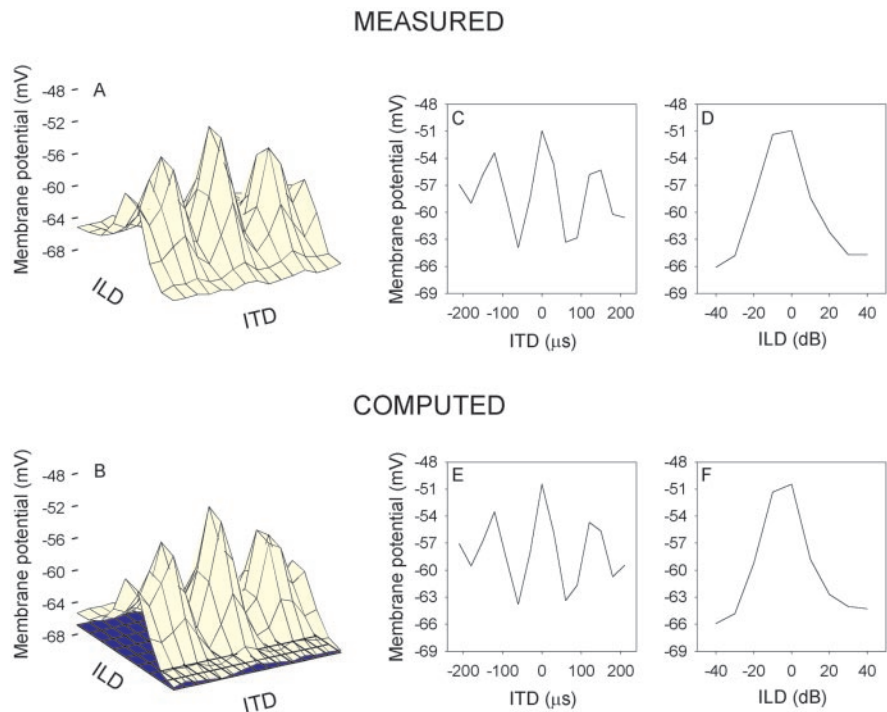 MEASURED
A
Membrane potential (mV)
-48
-52
-56
-60
-64
-68
ILD
ITD
C
Membrane potential (mV)
-48
-51
-54
-57
-60
-63
-66
-69
-200 -100 0 100 200
ITD (μs)
D
-48
-51
-54
-57
-60
-63
-66
-69
-40 -20 0 20 40
ILD (dB)
COMPUTED
B
Membrane potential (mV)
-48
-52
-56
-60
-64
-68
ILD
ITD
E
Membrane potential (mV)
-48
-51
-54
-57
-60
-63
-66
-69
-200 -100 0 100 200
ITD (μs)
F
-48
-51
-54
-57
-60
-63
-66
-69
-40 -20 0 20 40
ILD (dB)